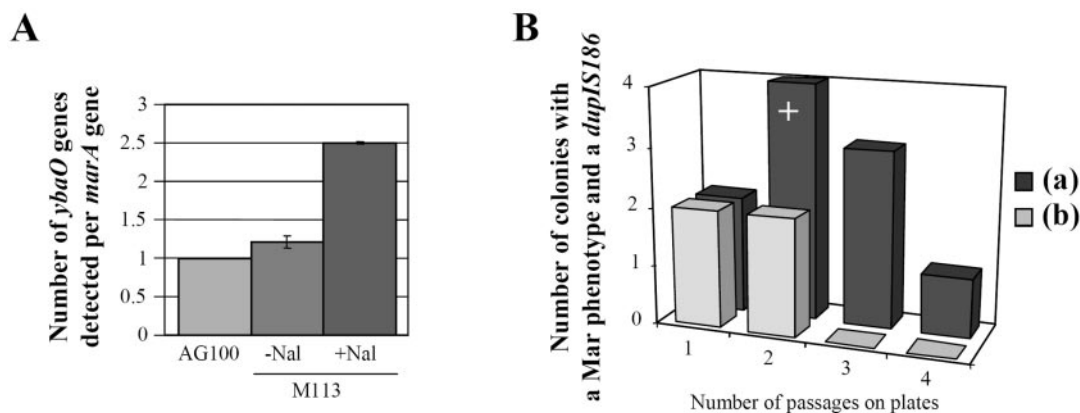 A
Number of ybaO genes
detected per marA gene
3
2.5
2
1.5
1
0.5
0
AG100
-Nal
+Nal
M113
B
Number of colonies with
a Mar phenotype and a dupIS186
4
3
2
1
0
+
1
2
3
4
Number of passages on plates
(a)
(b)